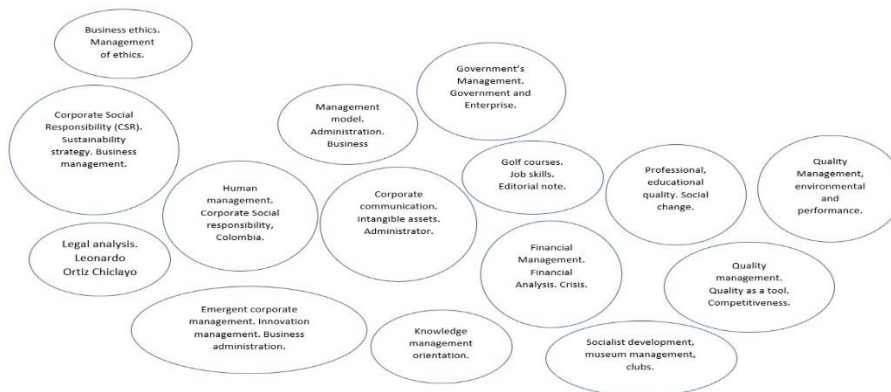 Business ethics.
Management
of ethics.
Government's
Management.
Government and
Enterprise.
Corporate Social
Responsibility (CSR).
Sustainability
strategy. Business
management.
Management
model.
Administration.
Business
Golf courses.
Job skills.
Editorial note.
Professional,
educational
quality. Social
change.
Quality
Management,
environmental
and
performance.
Human
management.
Corporate Social
responsibility,
Colombia.
Corporate
communication.
Intangible assets.
Administrator.
Legal analysis.
Leonardo
Ortiz Chiclayo
Financial
Management.
Financial
Analysis. Crisis.
Quality
management.
Quality as a tool.
Competitiveness.
Emergent corporate
management. Innovation
management. Business
administration.
Knowledge
management
orientation.
Socialist development,
museum management,
clubs.